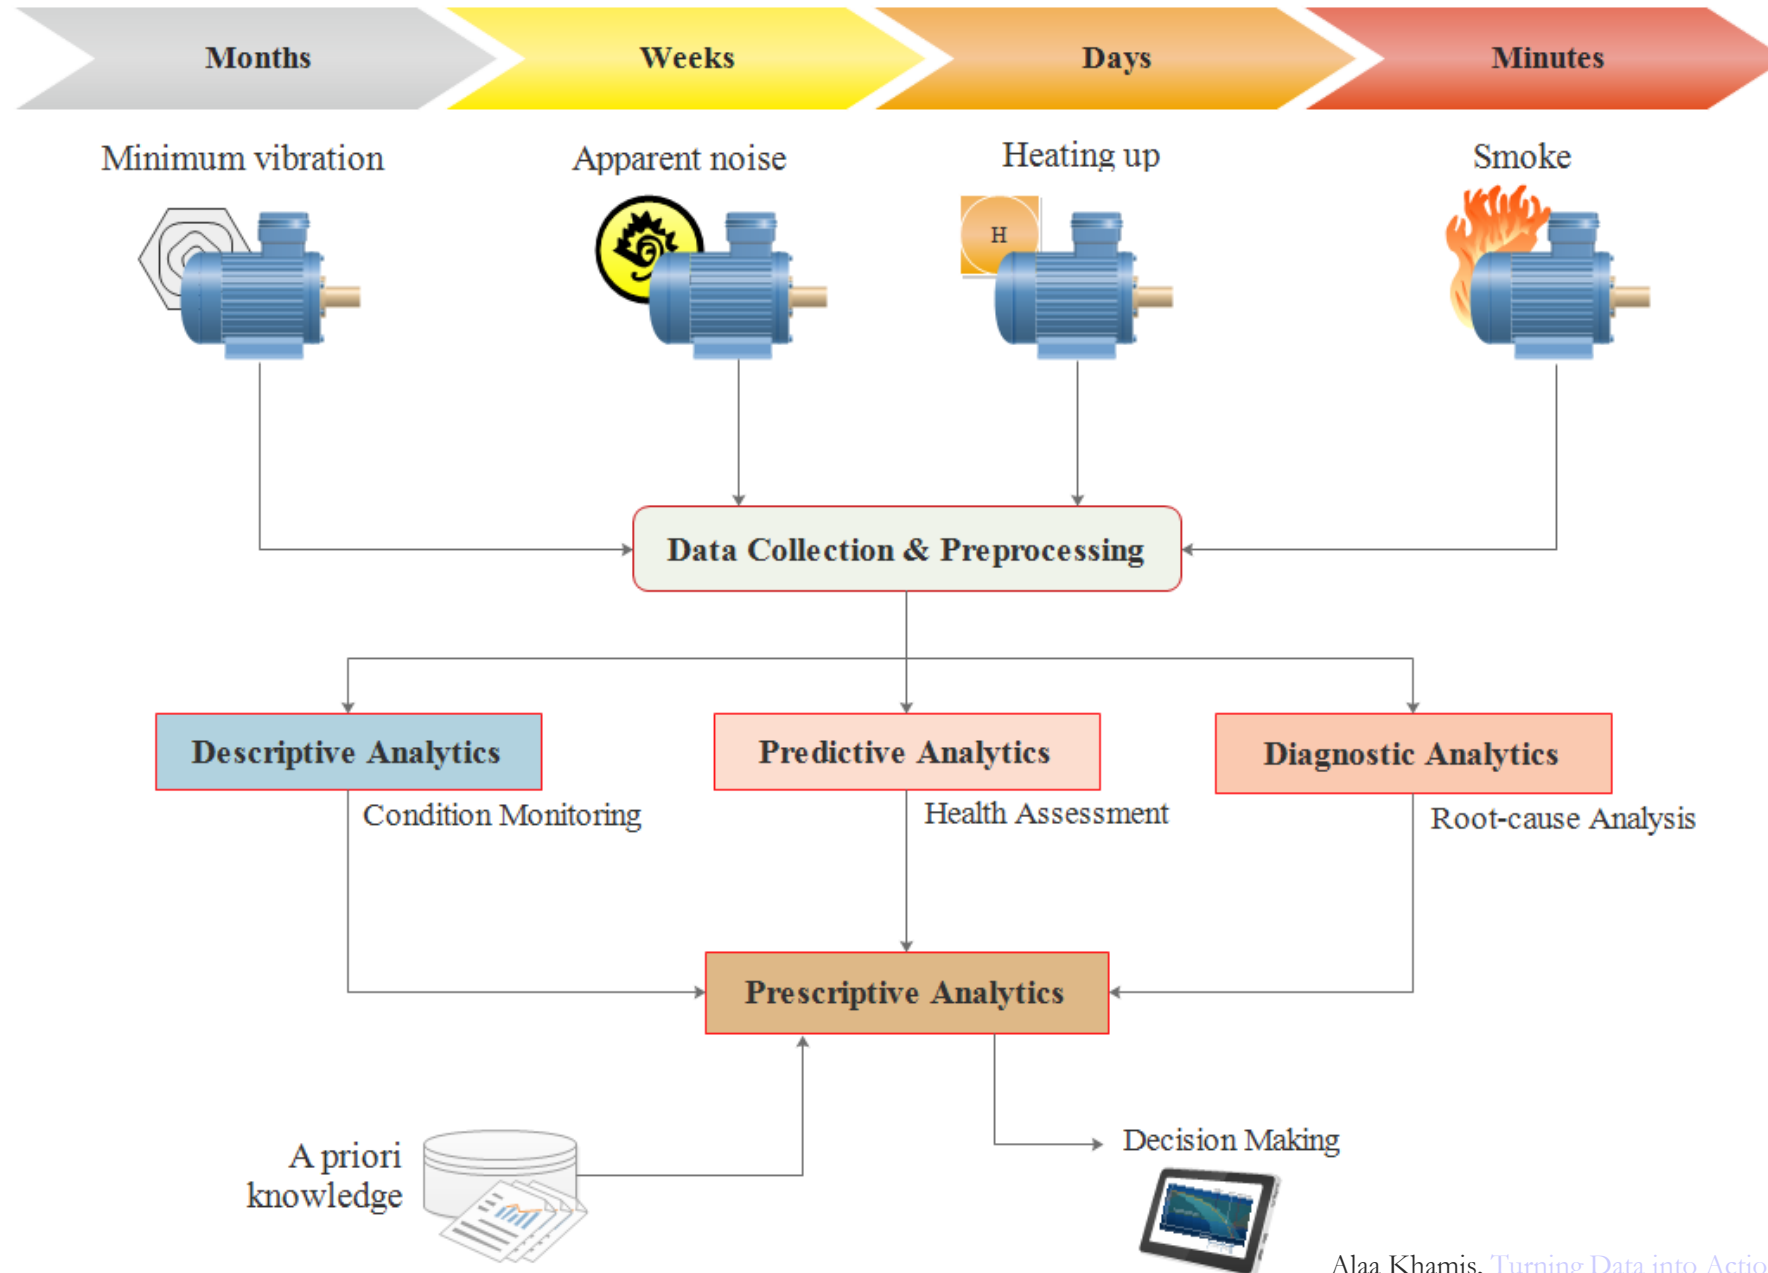 Months
Weeks
Days
Minutes
Minimum vibration
Apparent noise
Heating up
Smoke
H
Data Collection & Preprocessing
Descriptive Analytics
Predictive Analytics
Diagnostic Analytics
Condition Monitoring
Health Assessment
Root-cause Analysis
Prescriptive Analytics
A priori
knowledge
Decision Making
Alaa Khamis, Turning Data into